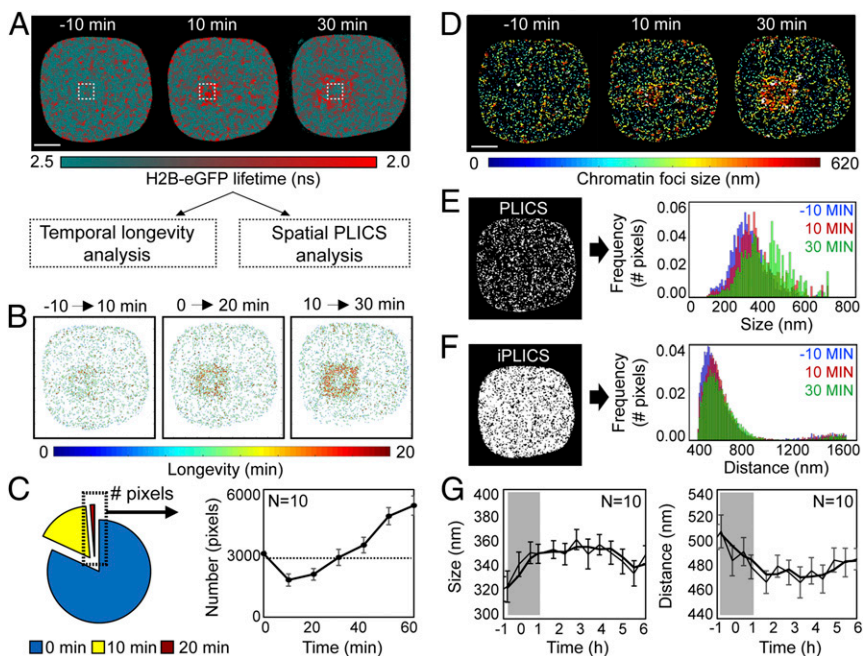 A
-10 min 10 min 30 min
2.5 2.0
H2B-eGFP lifetime (ns)
Temporal longevity analysis
Spatial PLICS analysis
B
-10 → 10 min 0 → 20 min 10 → 30 min
0 20
Longevity (min)
C
# pixels
0 min 10 min 20 min
N=10
Number (pixels)
6000
3000
0
0 20 40 60
Time (min)
D
-10 min 10 min 30 min
0 620
Chromatin foci size (nm)
E
PLICS
Frequency (# pixels)
0.06
0.04
0.02
0
-10 MIN
10 MIN
30 MIN
0 200 400 600 800
Size (nm)
F
iPLICS
Frequency (# pixels)
0.04
0.02
0
-10 MIN
10 MIN
30 MIN
400 800 1200 1600
Distance (nm)
G
N=10
Size (nm)
400
380
360
340
320
300
-1 0 1 2 3 4 5 6
Time (h)
N=10
Distance (nm)
540
520
500
480
460
440
-1 0 1 2 3 4 5 6
Time (h)